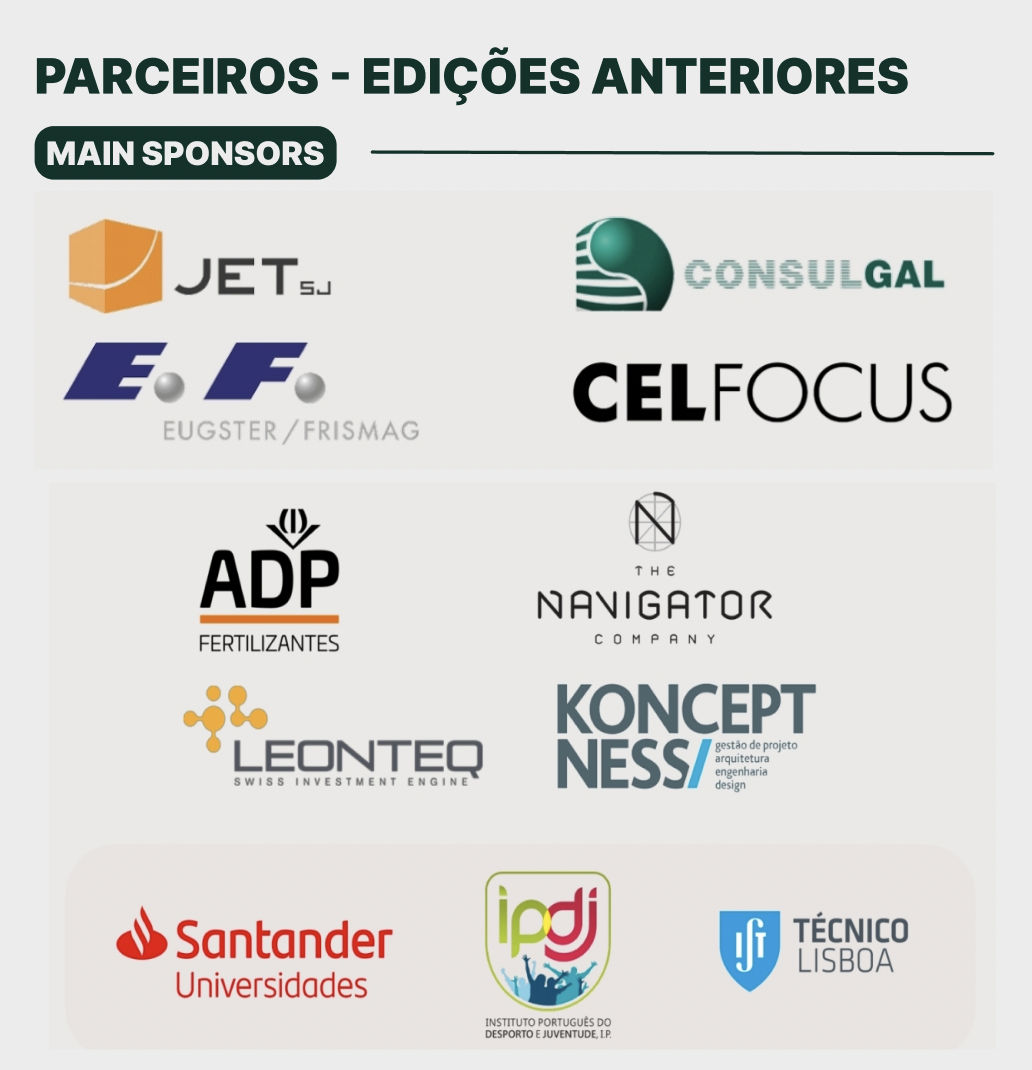 PARCEIROS - EDIÇÕES ANTERIORES
MAIN SPONSORS
JET SJ
CONSULGAL
E. F.
EUGSTER/FRISMAG
CELFOCUS
ADP
FERTILIZANTES
N
THE
NAVIGATOR
COMPANY
LEONTEQ
SWISS INVESTMENT ENGINE
KONCEPT
NESS/
gestão de projeto
arquitetura
engenharia
design
Santander
Universidades
ipdj
INSTITUTO PORTUGUÊS DO
DESPORTO E JUVENTUDE, I.P.
IST
TÉCNICO
LISBOA